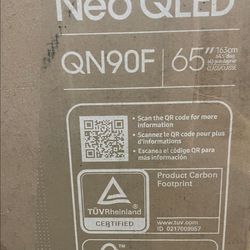 Neo QLED
QN90F 65" 163cm
• Scan the QR code for more
information
• Scannez le code QR pour plus
d'informations
• Escanea el código QR para
más información
TÜVRheinland
CERTIFIED
Product Carbon
Footprint
www.tuv.com
ID 0217009957